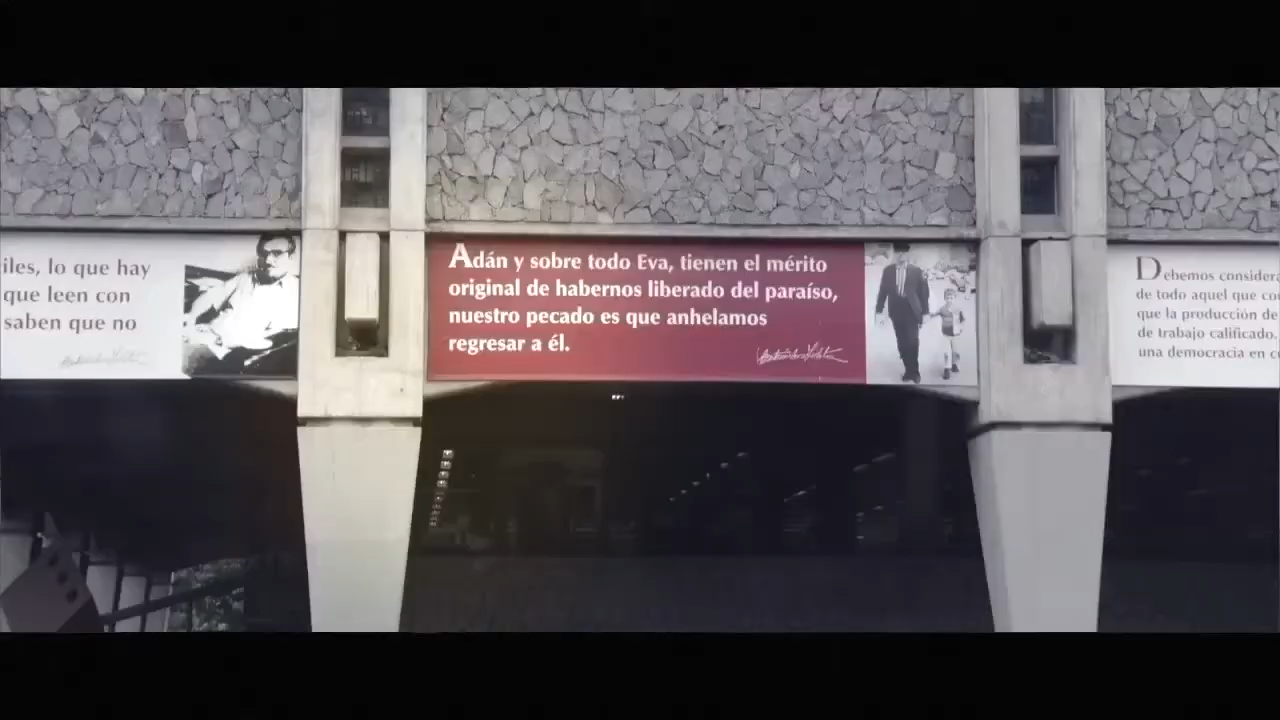 iles, lo que hay
que leen con
saben que no
Adán y sobre todo Eva, tienen el mérito
original de habernos liberado del paraíso,
nuestro pecado es que anhelamos
regresar a él.
Debemos considera
de todo aquel que co
que la producción de
de trabajo calificado.
una democracia en c